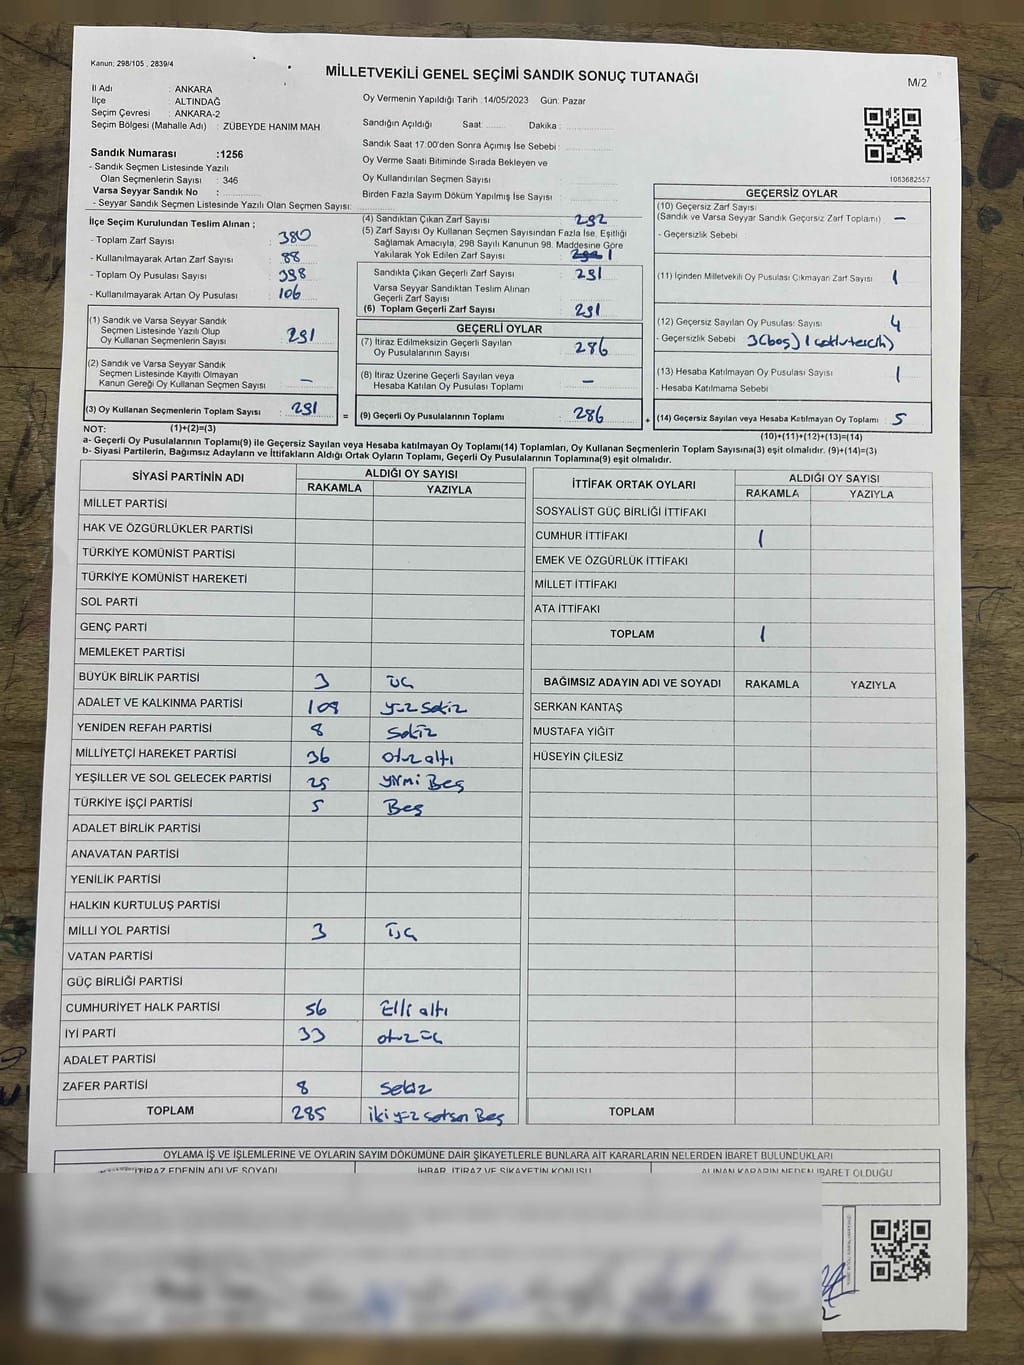 Kanun: 298/105 , 2839/4
MİLLETVEKİLİ GENEL SEÇİMİ SANDIK SONUÇ TUTANAĞI
M/2
İl Adı : ANKARA
İlçe : ALTINDAĞ
Seçim Çevresi : ANKARA-2
Seçim Bölgesi (Mahalle Adı) : ZÜBEYDE HANIM MAH
Oy Vermenin Yapıldığı Tarih :14/05/2023 Gün: Pazar
Sandığın Açıldığı Saat ........ Dakika : ....................
Sandık Saat 17.00'den Sonra Açımış İse Sebebi :
Oy Verme Saati Bitiminde Sırada Bekleyen ve
Oy Kullandırılan Seçmen Sayısı :
Birden Fazla Sayım Döküm Yapılmış İse Sayısı :
1083682557
Sandık Numarası :1256
- Sandık Seçmen Listesinde Yazılı
Olan Seçmenlerin Sayısı : 346
Varsa Seyyar Sandık No :
- Seyyar Sandık Seçmen Listesinde Yazılı Olan Seçmen Sayısı:
İlçe Seçim Kurulundan Teslim Alınan ;
- Toplam Zarf Sayısı : 380
- Kullanılmayarak Artan Zarf Sayısı : 88
- Toplam Oy Pusulası Sayısı : 398
- Kullanılmayarak Artan Oy Pusulası : 106
(1) Sandık ve Varsa Seyyar Sandık
Seçmen Listesinde Yazılı Olup
Oy Kullanan Seçmenlerin Sayısı : 291
(2) Sandık ve Varsa Seyyar Sandık
Seçmen Listesinde Kayıtlı Olmayan
Kanun Gereği Oy Kullanan Seçmen Sayısı : –
(3) Oy Kullanan Seçmenlerin Toplam Sayısı : 291
(4) Sandıktan Çıkan Zarf Sayısı : 292
(5) Zarf Sayısı Oy Kullanan Seçmen Sayısından Fazla İse, Eşitliği
Sağlamak Amacıyla, 298 Sayılı Kanunun 98. Maddesine Göre
Yakılarak Yok Edilen Zarf Sayısı : 1
Sandıkta Çıkan Geçerli Zarf Sayısı : 291
Varsa Seyyar Sandıktan Teslim Alınan
Geçerli Zarf Sayısı :
(6) Toplam Geçerli Zarf Sayısı : 291
GEÇERLİ OYLAR
(7) İtiraz Edilmeksizin Geçerli Sayılan
Oy Pusulalarının Sayısı : 286
(8) İtiraz Üzerine Geçerli Sayılan veya
Hesaba Katılan Oy Pusulası Toplamı : –
= (9) Geçerli Oy Pusulalarının Toplamı : 286
GEÇERSİZ OYLAR
(10) Geçersiz Zarf Sayısı
(Sandık ve Varsa Seyyar Sandık Geçersiz Zarf Toplamı) : –
- Geçersizlik Sebebi :
(11) İçinden Milletvekili Oy Pusulası Çıkmayan Zarf Sayısı : 1
(12) Geçersiz Sayılan Oy Pusulası Sayısı : 4
- Geçersizlik Sebebi : 3(boş) 1 (çoklu tercih)
(13) Hesaba Katılmayan Oy Pusulası Sayısı : 1
- Hesaba Katılmama Sebebi :
+ (14) Geçersiz Sayılan veya Hesaba Katılmayan Oy Toplamı : 5
NOT: (1)+(2)=(3)
(10)+(11)+(12)+(13)=(14)
a- Geçerli Oy Pusulalarının Toplamı(9) ile Geçersiz Sayılan veya Hesaba katılmayan Oy Toplamı(14) Toplamları, Oy Kullanan Seçmenlerin Toplam Sayısına(3) eşit olmalıdır. (9)+(14)=(3)
b- Siyasi Partilerin, Bağımsız Adayların ve İttifakların Aldığı Ortak Oyların Toplamı, Geçerli Oy Pusulalarının Toplamına(9) eşit olmalıdır.
SİYASİ PARTİNİN ADI ALDIĞI OY SAYISI
RAKAMLA YAZIYLA
MİLLET PARTİSİ
HAK VE ÖZGÜRLÜKLER PARTİSİ
TÜRKİYE KOMÜNİST PARTİSİ
TÜRKİYE KOMÜNİST HAREKETİ
SOL PARTİ
GENÇ PARTİ
MEMLEKET PARTİSİ
BÜYÜK BİRLİK PARTİSİ 3 üç
ADALET VE KALKINMA PARTİSİ 108 yüz sekiz
YENİDEN REFAH PARTİSİ 8 sekiz
MİLLİYETÇİ HAREKET PARTİSİ 36 otuz altı
YEŞİLLER VE SOL GELECEK PARTİSİ 25 yirmi Beş
TÜRKİYE İŞÇİ PARTİSİ 5 Beş
ADALET BİRLİK PARTİSİ
ANAVATAN PARTİSİ
YENİLİK PARTİSİ
HALKIN KURTULUŞ PARTİSİ
MİLLİ YOL PARTİSİ 3 üç
VATAN PARTİSİ
GÜÇ BİRLİĞİ PARTİSİ
CUMHURİYET HALK PARTİSİ 56 Elli altı
İYİ PARTİ 33 otuz üç
ADALET PARTİSİ
ZAFER PARTİSİ 8 sekiz
TOPLAM 285 iki yüz seksen Beş
İTTİFAK ORTAK OYLARI ALDIĞI OY SAYISI
RAKAMLA YAZIYLA
SOSYALİST GÜÇ BİRLİĞİ İTTİFAKI
CUMHUR İTTİFAKI 1
EMEK VE ÖZGÜRLÜK İTTİFAKI
MİLLET İTTİFAKI
ATA İTTİFAKI
TOPLAM 1
BAĞIMSIZ ADAYIN ADI VE SOYADI RAKAMLA YAZIYLA
SERKAN KANTAŞ
MUSTAFA YİĞİT
HÜSEYİN ÇİLESİZ
TOPLAM
OYLAMA İŞ VE İŞLEMLERİNE VE OYLARIN SAYIM DÖKÜMÜNE DAİR ŞİKAYETLERLE BUNLARA AİT KARARLARIN NELERDEN İBARET BULUNDUKLARI
İTİRAZ EDENİN ADI VE SOYADI İHBAR, İTİRAZ VE ŞİKAYETİN KONUSU ALINAN KARARIN NEDEN İBARET OLDUĞU